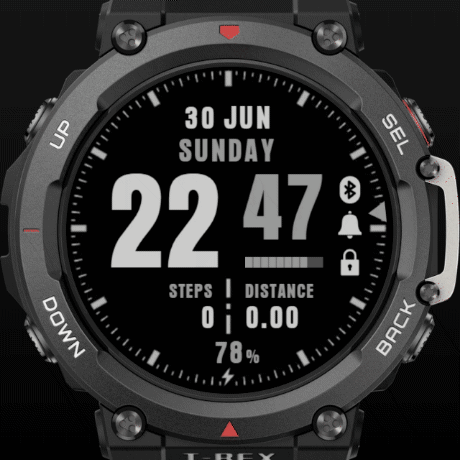 30 JUN
SUNDAY
UP
SEL
22 47
STEPS DISTANCE
0 0.00
78%
DOWN
BACK
T-REX